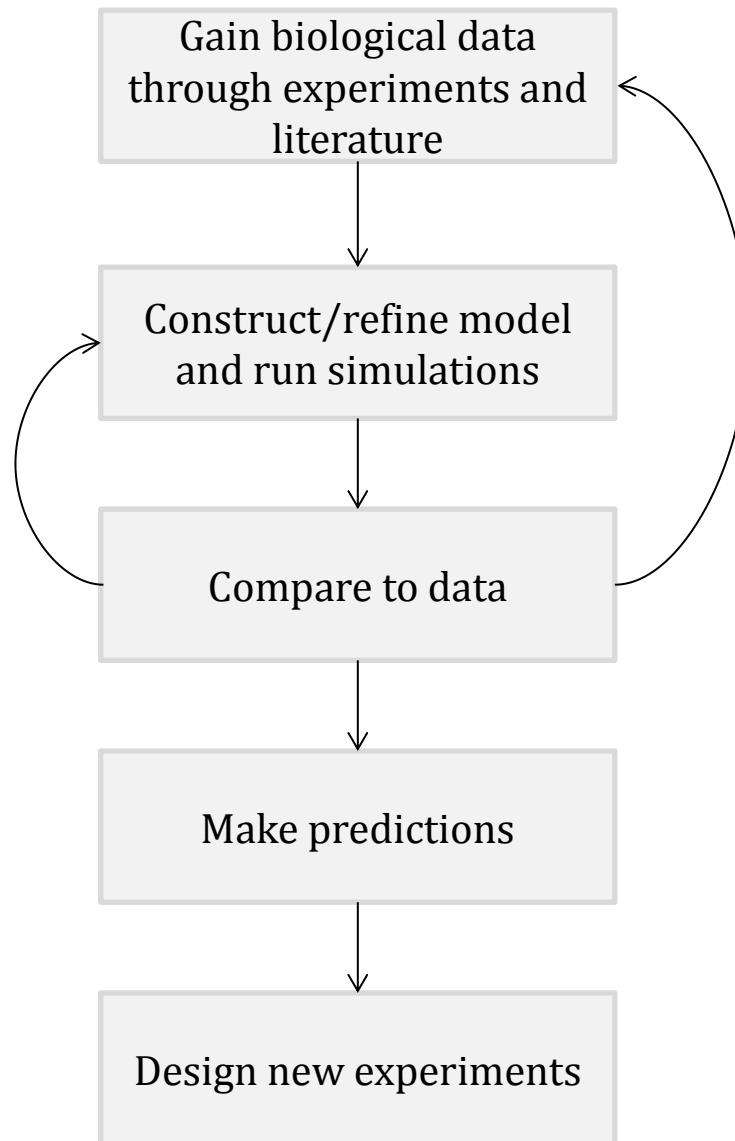 Gain biological data
through experiments and
literature
Construct/refine model
and run simulations
Compare to data
Make predictions
Design new experiments